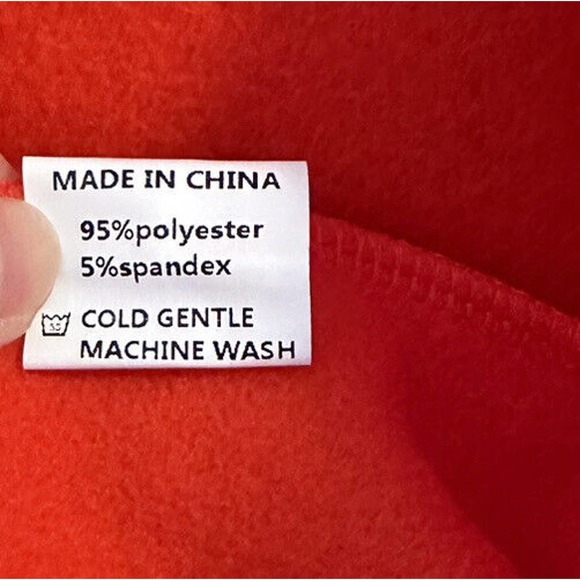 MADE IN CHINA
95%polyester
5%spandex
COLD GENTLE
MACHINE WASH